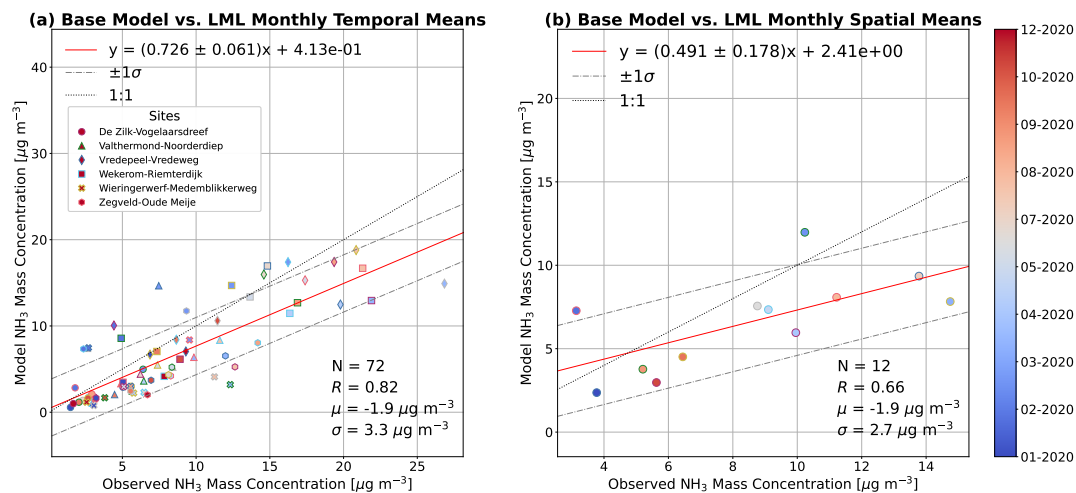 (a) Base Model vs. LML Monthly Temporal Means
y = (0.726 ± 0.061)x + 4.13e-01
±1σ
1:1
Sites
De Zilk-Vogelaarsdreef
Valthermond-Noorderdiep
Vredepeel-Vredeweg
Wekerom-Riemterdijk
Wieringerwerf-Medemblikkerweg
Zegveld-Oude Meije
N = 72
R = 0.82
μ = -1.9 μg m⁻³
σ = 3.3 μg m⁻³
Model NH₃ Mass Concentration [μg m⁻³]
40
30
20
10
0
5
10
15
20
25
Observed NH₃ Mass Concentration [μg m⁻³]
(b) Base Model vs. LML Monthly Spatial Means
y = (0.491 ± 0.178)x + 2.41e+00
±1σ
1:1
N = 12
R = 0.66
μ = -1.9 μg m⁻³
σ = 2.7 μg m⁻³
Model NH₃ Mass Concentration [μg m⁻³]
20
15
10
5
0
4
6
8
10
12
14
Observed NH₃ Mass Concentration [μg m⁻³]
12-2020
10-2020
09-2020
08-2020
07-2020
05-2020
04-2020
03-2020
02-2020
01-2020